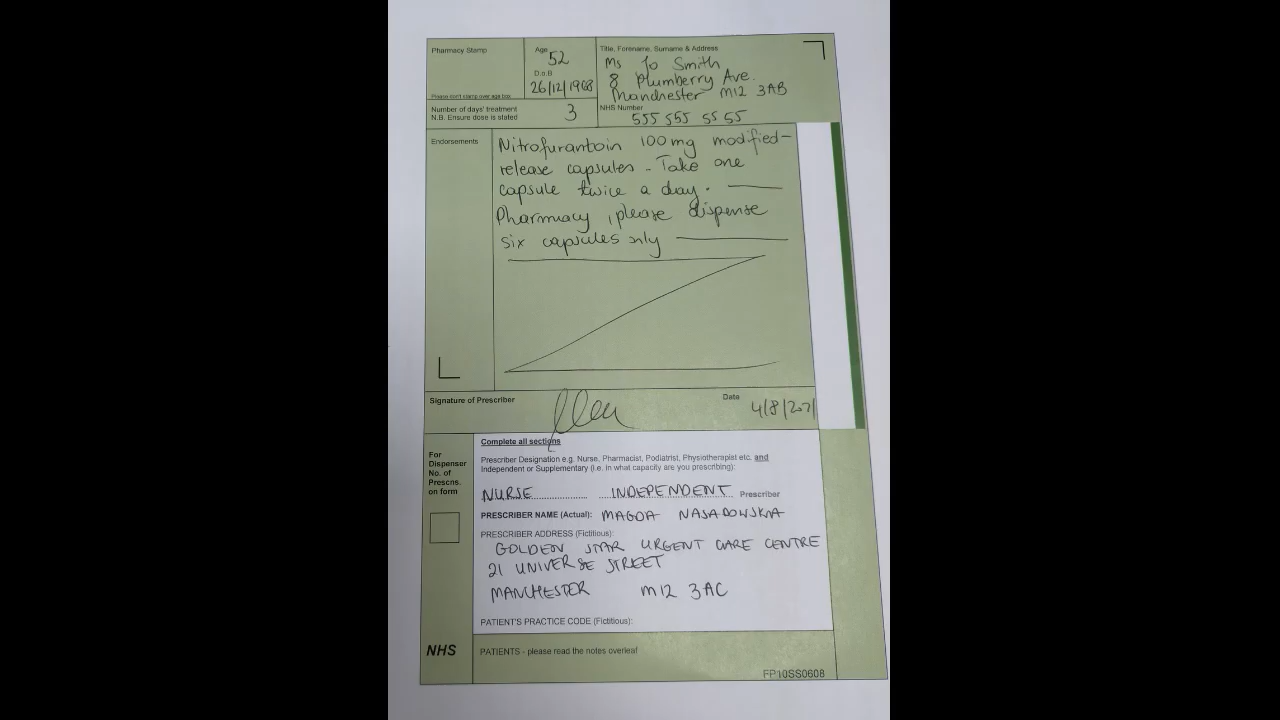 Pharmacy Stamp
Please don't stamp over age box
Age 52
D.o.B
26/12/1968
Title, Forename, Surname & Address
Ms Jo Smith
8 Plumberry Ave.
Manchester M12 3AB
Number of days' treatment
N.B. Ensure dose is stated
3
NHS Number
555 555 5555
Endorsements
Nitrofurantoin 100mg modified-
release capsules - Take one
capsule twice a day.
Pharmacy, please dispense
six capsules only
Signature of Prescriber
Date
4/8/2021
Complete all sections
Prescriber Designation e.g. Nurse, Pharmacist, Podiatrist, Physiotherapist etc. and
Independent or Supplementary (i.e. in what capacity are you prescribing):
NURSE INDEPENDENT Prescriber
PRESCRIBER NAME (Actual): MAGDA NASADOWSKA
PRESCRIBER ADDRESS (Fictitious):
GOLDEN STAR URGENT CARE CENTRE
21 UNIVERSE STREET
MANCHESTER M12 3AC
PATIENT'S PRACTICE CODE (Fictitious):
For
Dispenser
No. of
Prescns.
on form
NHS
PATIENTS - please read the notes overleaf
FP10SS0608